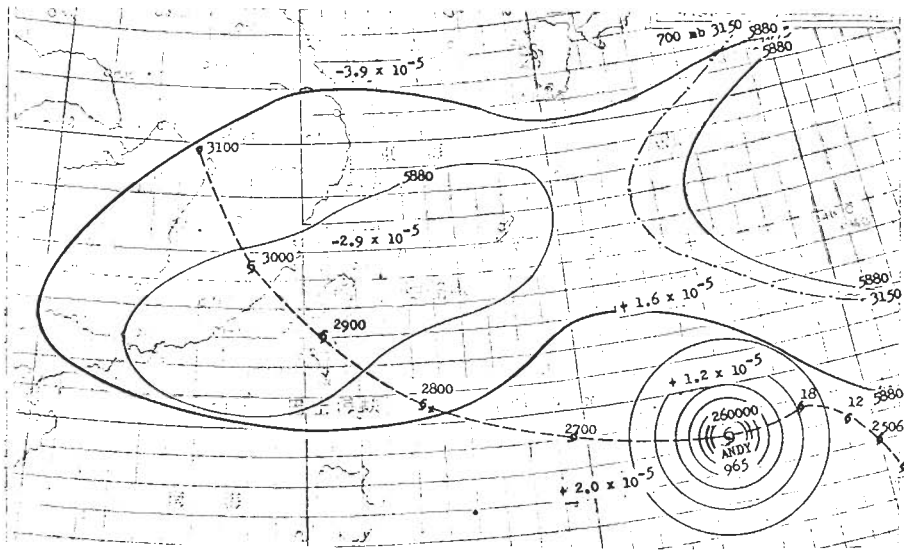 700 mb 3150
5880
5880
-3.9 x 10⁻⁵
3100
5880
-2.9 x 10⁻⁵
3000
5880
3150
+ 1.6 x 10⁻⁵
2900
+ 1.2 x 10⁻⁵
2800
18
12
5880
260000
2700
2506
ANDY
965
+ 2.0 x 10⁻⁵